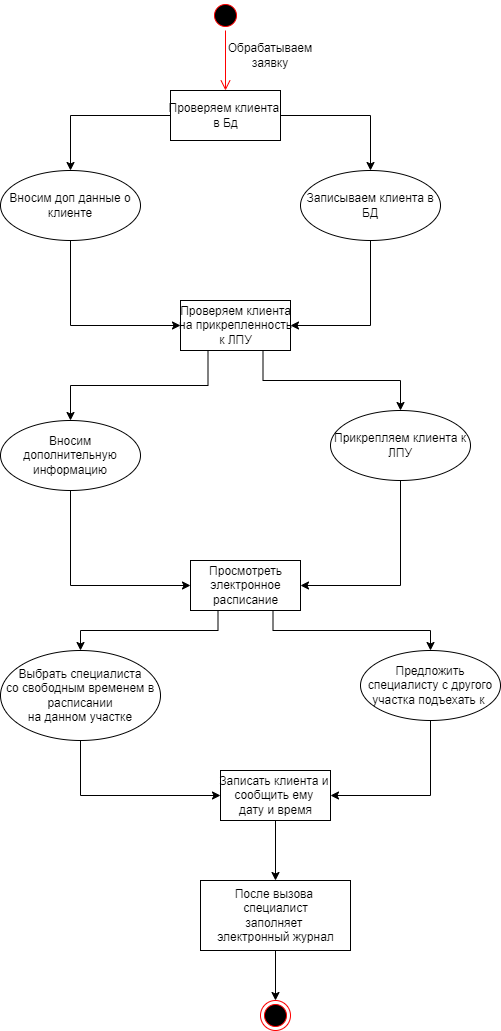 Обрабатываем
заявку
Проверяем клиента
в Бд
Вносим доп данные о
клиенте
Записываем клиента в
БД
Проверяем клиента
на прикрепленность
к ЛПУ
Вносим
дополнительную
информацию
Прикрепляем клиента к
ЛПУ
Просмотреть
электронное
расписание
Выбрать специалиста
со свободным временем в
расписании
на данном участке
Предложить
специалисту с другого
участка подъехать к
Записать клиента и
сообщить ему
дату и время
После вызова
специалист
заполняет
электронный журнал